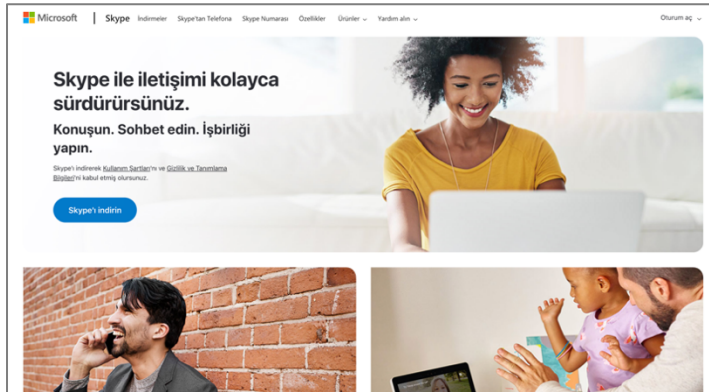 Microsoft Skype İndirmeler Skype'tan Telefona Skype Numarası Özellikler Ürünler Yardım alın Oturum aç
Skype ile iletişimi kolayca
sürdürürsünüz.
Konuşun. Sohbet edin. İşbirliği
yapın.
Skype'ı indirerek Kullanım Şartları'nı ve Gizlilik ve Tanımlama
Bilgileri'ni kabul etmiş olursunuz.
Skype'ı indirin